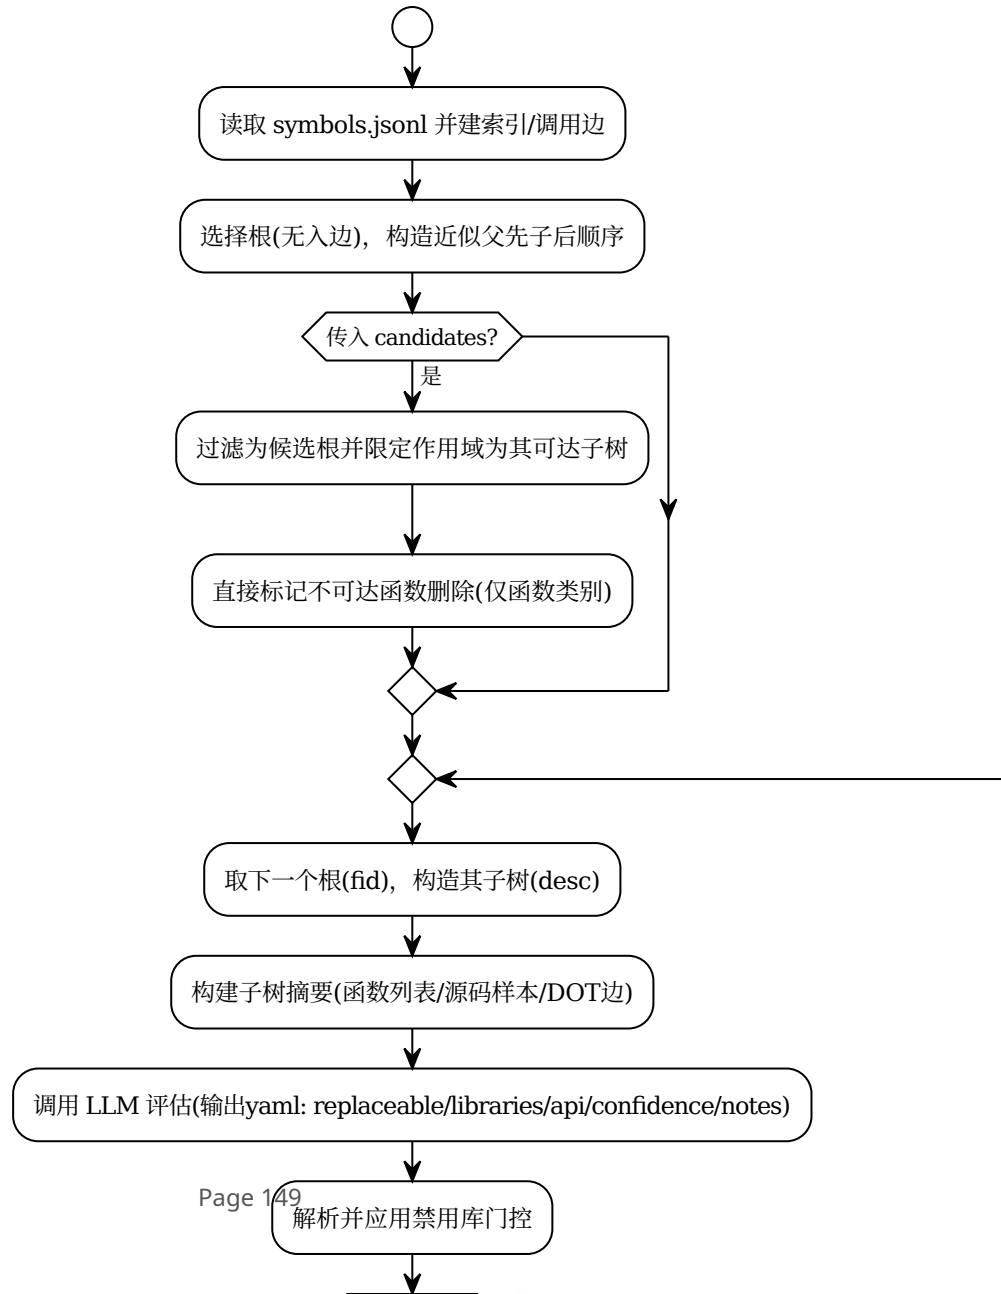 读取 symbols.jsonl 并建索引/调用边
选择根(无入边)，构造近似父先子后顺序
传入 candidates?
是
过滤为候选根并限定作用域为其可达子树
直接标记不可达函数删除(仅函数类别)
取下一个根(fid)，构造其子树(desc)
构建子树摘要(函数列表/源码样本/DOT边)
调用 LLM 评估(输出yaml: replaceable/libraries/api/confidence/notes)
Page 149
解析并应用禁用库门控